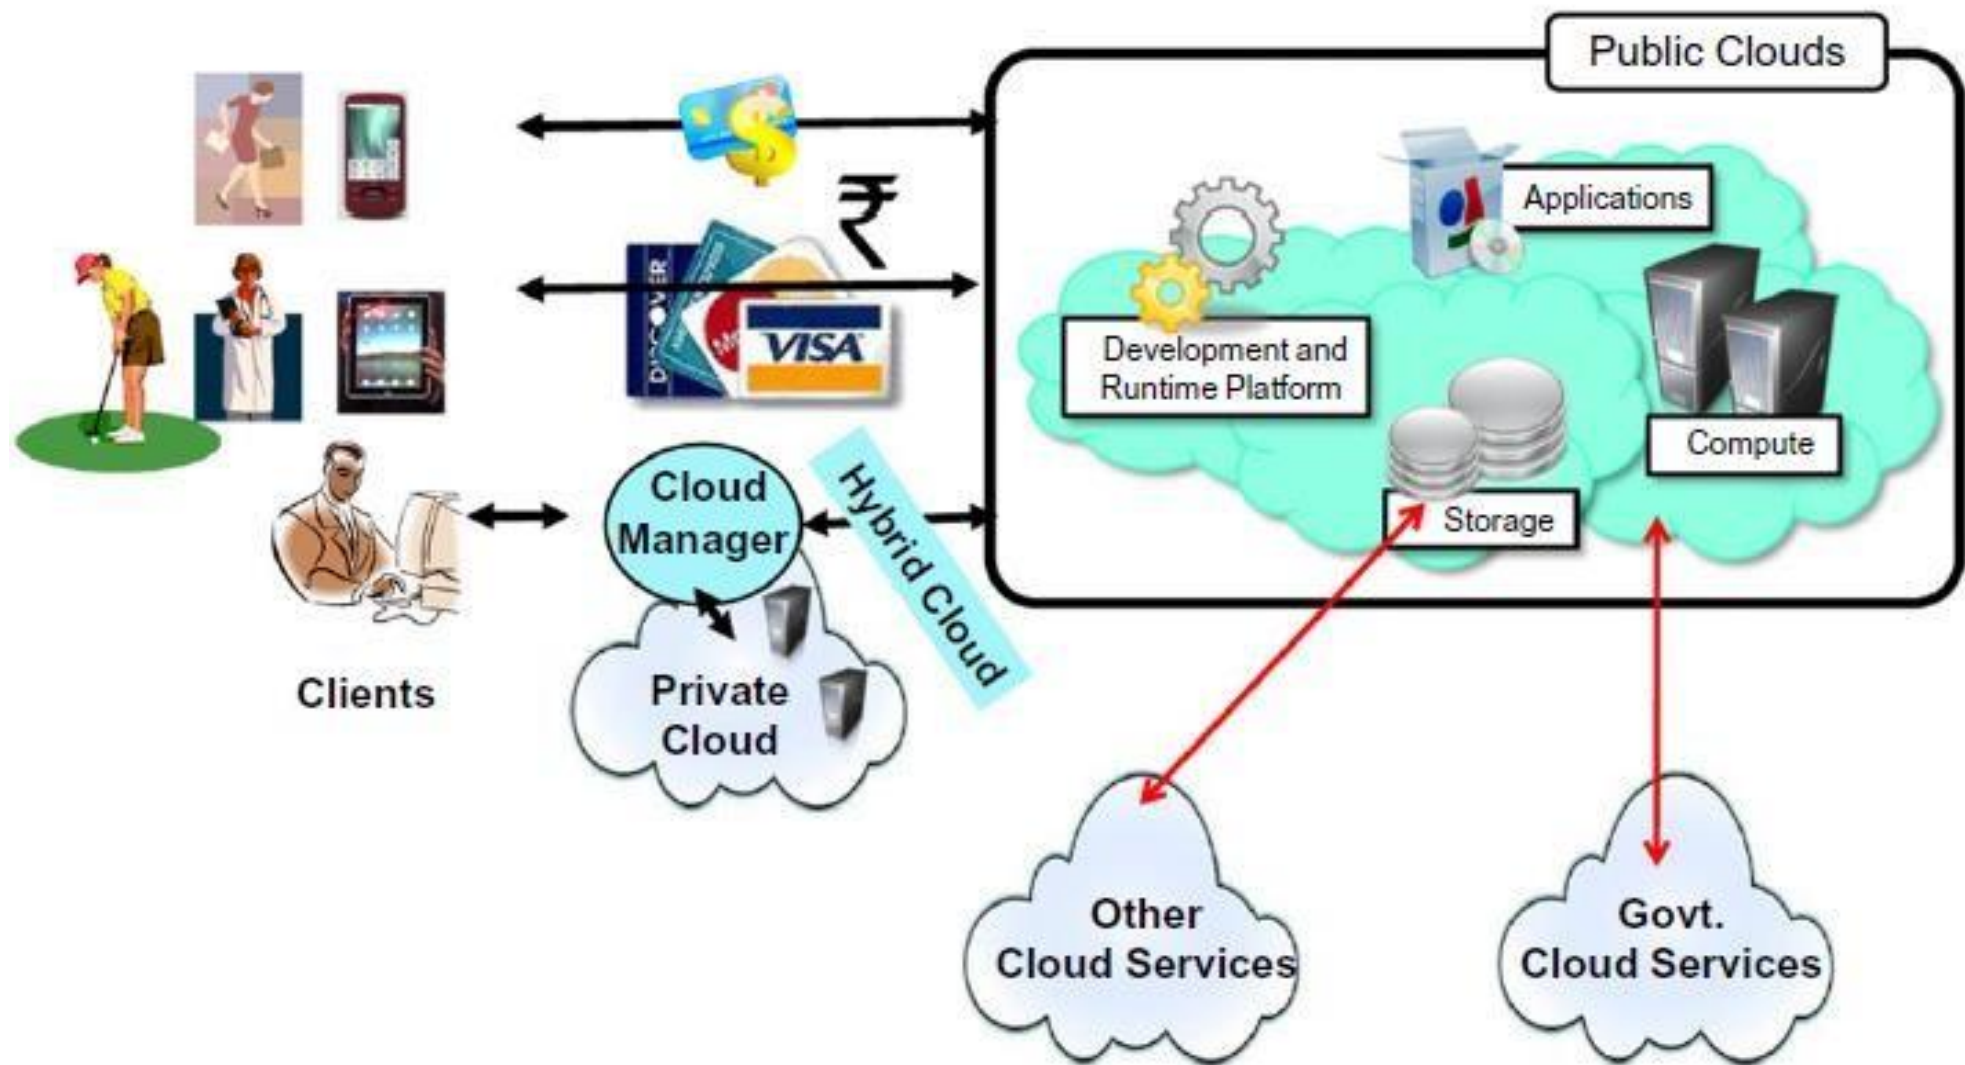 Public Clouds
Applications
Development and
Runtime Platform
Compute
Storage
₹
DISCOVER
VISA
Cloud
Manager
Hybrid Cloud
Private
Cloud
Clients
Other
Cloud Services
Govt.
Cloud Services